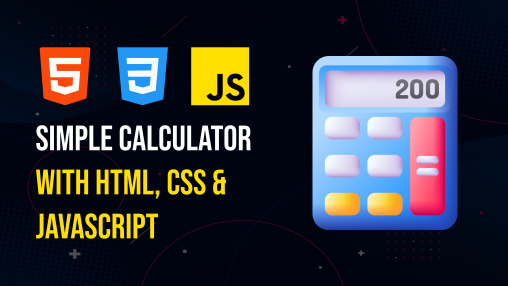 5
3
JS
SIMPLE CALCULATOR
WITH HTML, CSS &
JAVASCRIPT
200